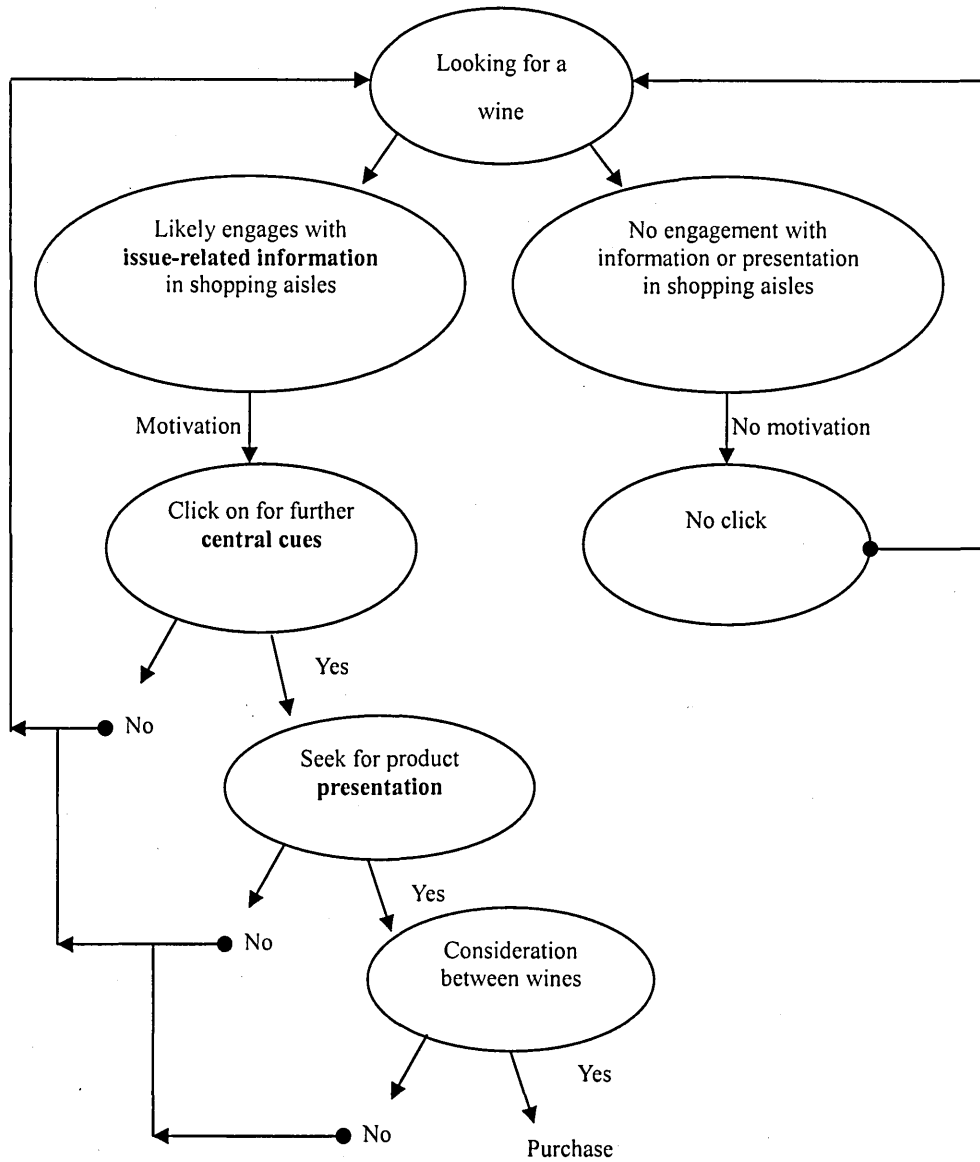 Looking for a
wine
Likely engages with
issue-related information
in shopping aisles
No engagement with
information or presentation
in shopping aisles
Motivation
No motivation
Click on for further
central cues
No click
Yes
No
Seek for product
presentation
Yes
No
Consideration
between wines
Yes
No
Purchase